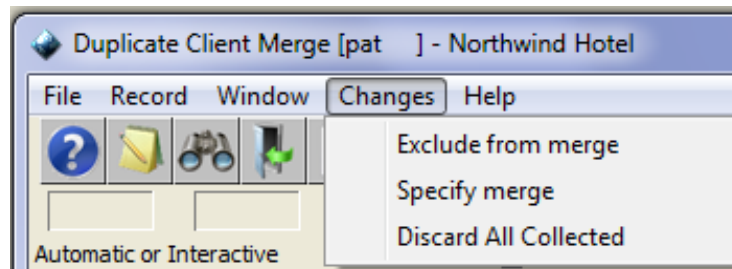 Duplicate Client Merge [pat ] - Northwind Hotel
File Record Window Changes Help
Exclude from merge
Specify merge
Discard All Collected
Automatic or Interactive